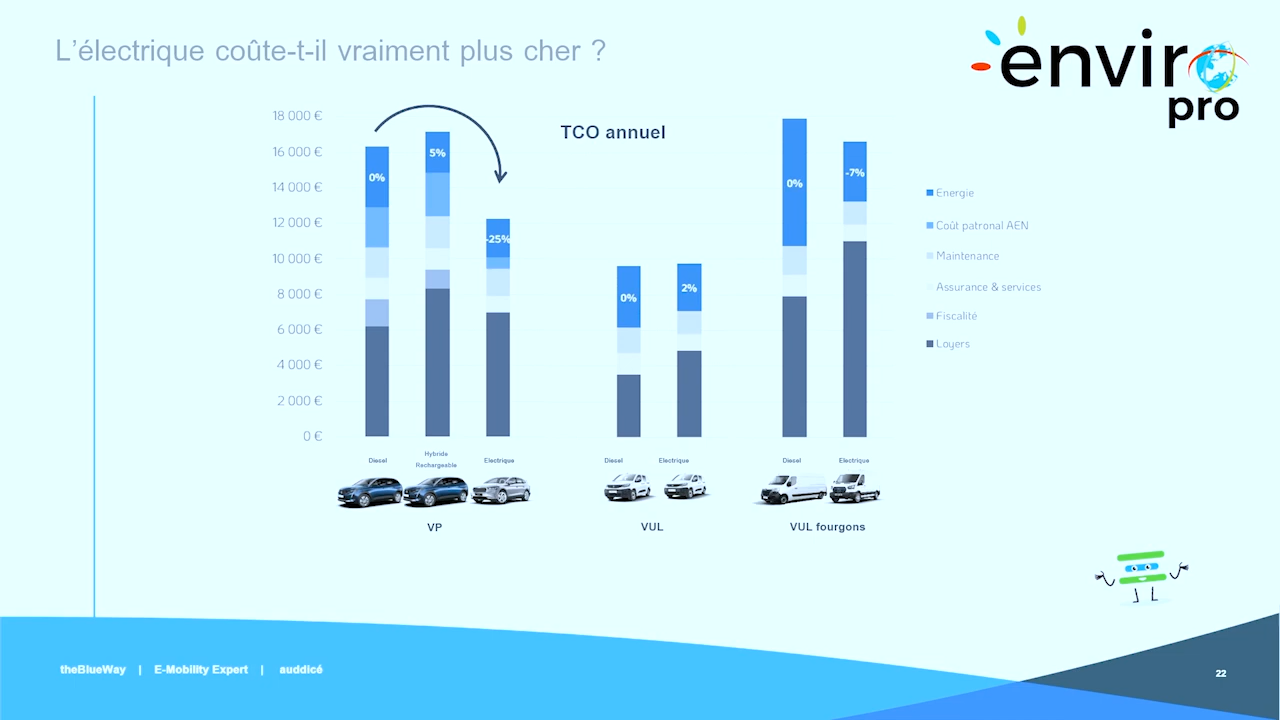 L'électrique coûte-t-il vraiment plus cher ?
enviro
pro
TCO annuel
18 000 €
16 000 €
14 000 €
12 000 €
10 000 €
8 000 €
6 000 €
4 000 €
2 000 €
0 €
0%
5%
-25%
0%
2%
0%
-7%
Energie
Coût patronal AEN
Maintenance
Assurance & services
Fiscalité
Loyers
Diesel
Hybride
Rechargeable
Electrique
Diesel
Electrique
Diesel
Electrique
VP
VUL
VUL fourgons
theBlueWay | E-Mobility Expert | auddicé
22